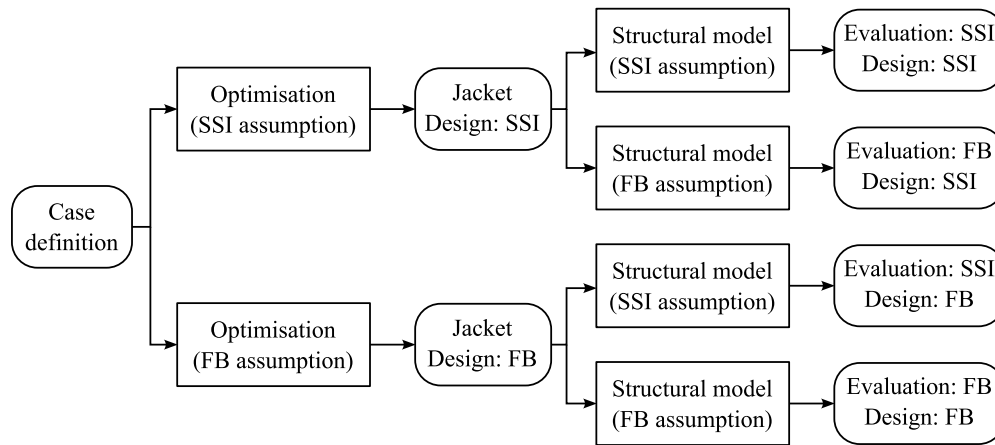 Case
definition
Optimisation
(SSI assumption)
Jacket
Design: SSI
Structural model
(SSI assumption)
Evaluation: SSI
Design: SSI
Structural model
(FB assumption)
Evaluation: FB
Design: SSI
Optimisation
(FB assumption)
Jacket
Design: FB
Structural model
(SSI assumption)
Evaluation: SSI
Design: FB
Structural model
(FB assumption)
Evaluation: FB
Design: FB